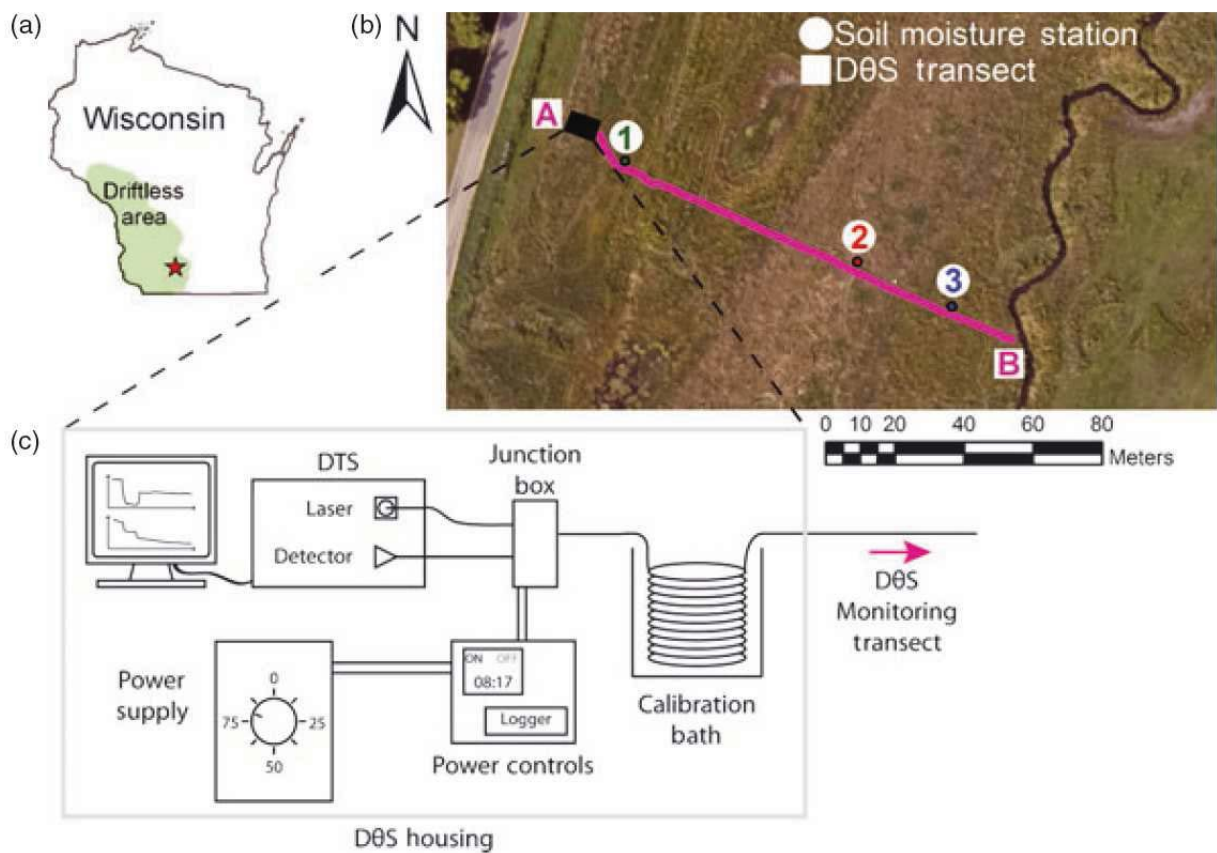 (a)
Wisconsin
Driftless
area
(b)
N
Soil moisture station
DθS transect
A
1
2
3
B
0 10 20 40 60 80
Meters
(c)
DTS
Laser
Detector
Junction
box
Power
supply
0
75
25
50
ON OFF
08:17
Logger
Power controls
Calibration
bath
DθS
Monitoring
transect
DθS housing